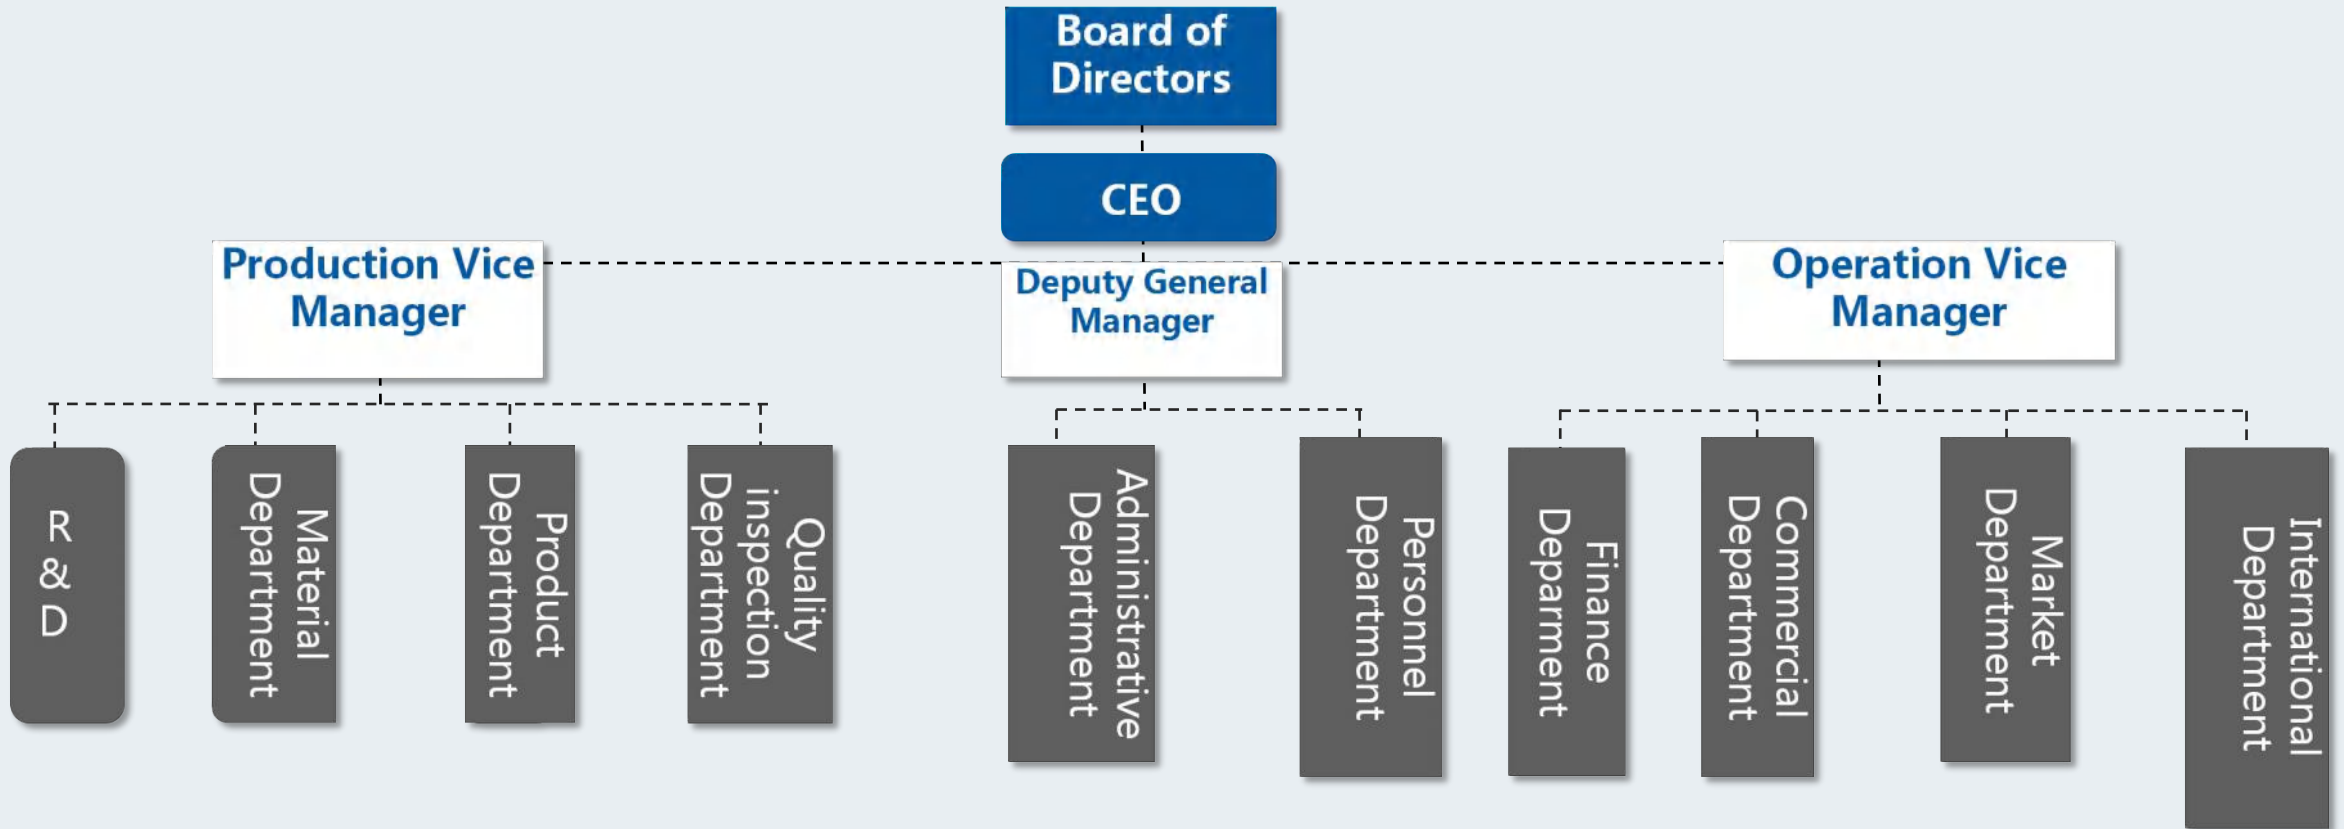 Board of
Directors
CEO
Production Vice
Manager
Deputy General
Manager
Operation Vice
Manager
R
&
D
Material
Department
Product
Department
Quality
inspection
Department
Administrative
Department
Personnel
Department
Finance
Deparment
Commercial
Department
Market
Department
International
Department